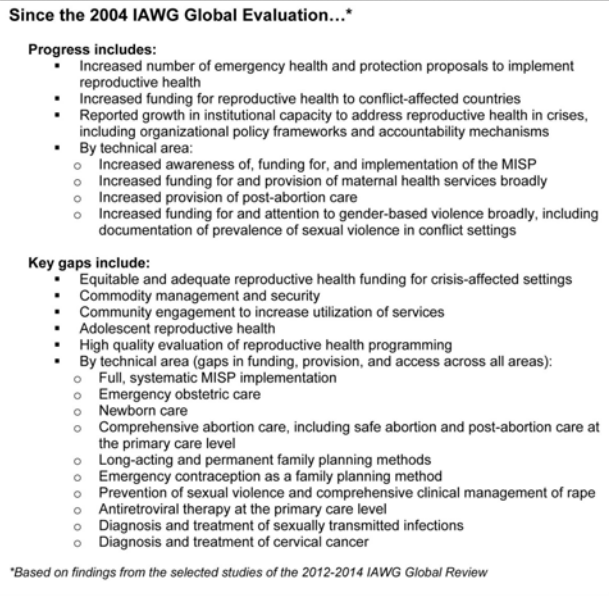 Since the 2004 IAWG Global Evaluation…*
Progress includes:
▪ Increased number of emergency health and protection proposals to implement
reproductive health
▪ Increased funding for reproductive health to conflict-affected countries
▪ Reported growth in institutional capacity to address reproductive health in crises,
including organizational policy frameworks and accountability mechanisms
▪ By technical area:
o Increased awareness of, funding for, and implementation of the MISP
o Increased funding for and provision of maternal health services broadly
o Increased provision of post-abortion care
o Increased funding for and attention to gender-based violence broadly, including
documentation of prevalence of sexual violence in conflict settings
Key gaps include:
▪ Equitable and adequate reproductive health funding for crisis-affected settings
▪ Commodity management and security
▪ Community engagement to increase utilization of services
▪ Adolescent reproductive health
▪ High quality evaluation of reproductive health programming
▪ By technical area (gaps in funding, provision, and access across all areas):
o Full, systematic MISP implementation
o Emergency obstetric care
o Newborn care
o Comprehensive abortion care, including safe abortion and post-abortion care at
the primary care level
o Long-acting and permanent family planning methods
o Emergency contraception as a family planning method
o Prevention of sexual violence and comprehensive clinical management of rape
o Antiretroviral therapy at the primary care level
o Diagnosis and treatment of sexually transmitted infections
o Diagnosis and treatment of cervical cancer
*Based on findings from the selected studies of the 2012-2014 IAWG Global Review